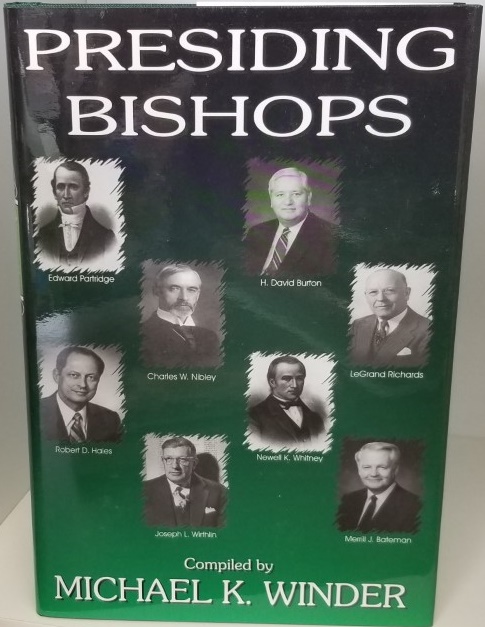 PRESIDING
BISHOPS
Edward Partridge
H. David Burton
Charles W. Nibley
LeGrand Richards
Robert D. Hales
Newell K. Whitney
Joseph L. Wirthlin
Merrill J. Bateman
Compiled by
MICHAEL K. WINDER